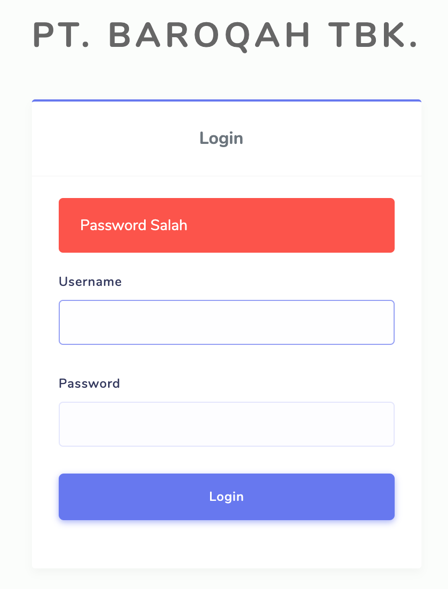 PT. BAROQAH TBK.
Login
Password Salah
Username
Password
Login